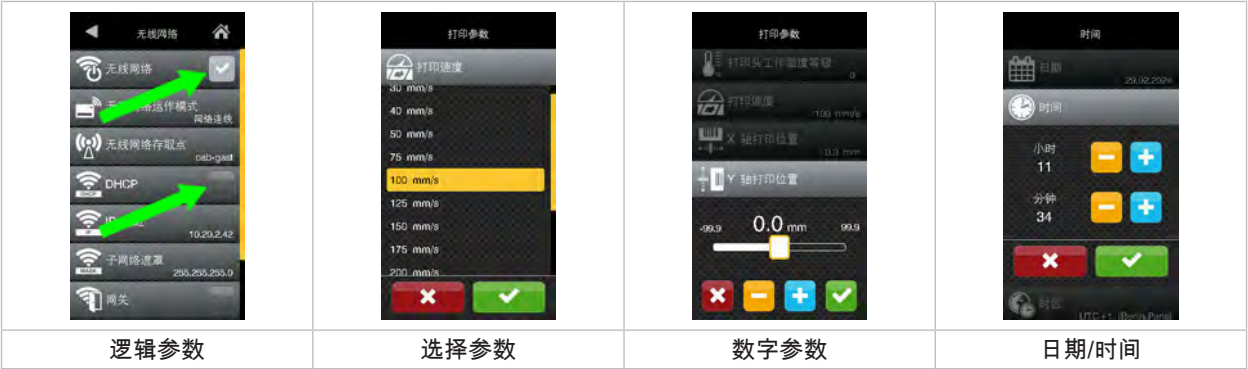 无线网络
无线网络
无线网络运作模式
网络连线
无线网络存取点
cab-gast
DHCP
DHCP
IP
10.20.2.42
IP
子网络遮罩
255.255.255.0
MASK
网关
逻辑参数
打印参数
打印速度
30 mm/s
40 mm/s
50 mm/s
75 mm/s
100 mm/s
125 mm/s
150 mm/s
175 mm/s
200 mm/s
选择参数
打印参数
打印头工作温度等级
0
打印速度
100 mm/s
X 轴打印位置
0.0 mm
Y 轴打印位置
-99.9 0.0 mm 99.9
数字参数
时间
日期
29.02.2024
时间
小时
11
分钟
34
时区
UTC +1, (Berlin,Paris)
日期/时间